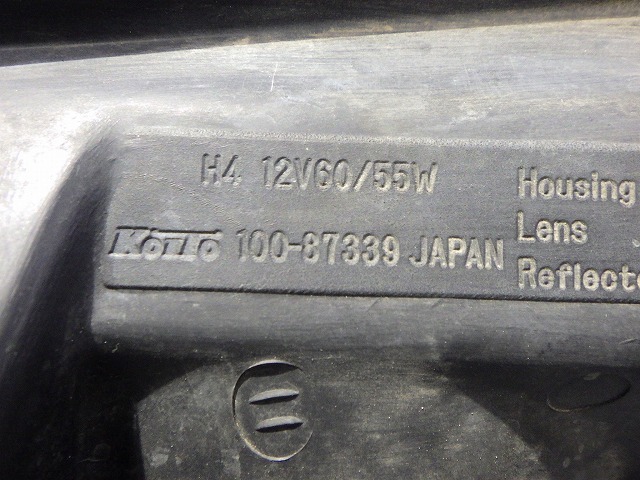 H4 12V60/55W
KOITO 100-87339 JAPAN
Housing
Lens
Reflecto